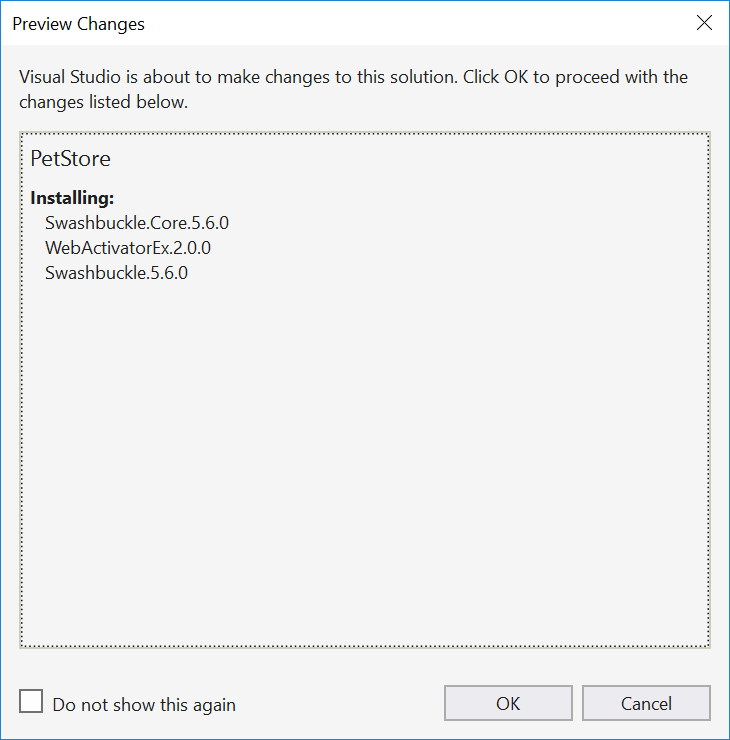 Preview Changes
Visual Studio is about to make changes to this solution. Click OK to proceed with the
changes listed below.
PetStore
Installing:
Swashbuckle.Core.5.6.0
WebActivatorEx.2.0.0
Swashbuckle.5.6.0
Do not show this again
OK
Cancel